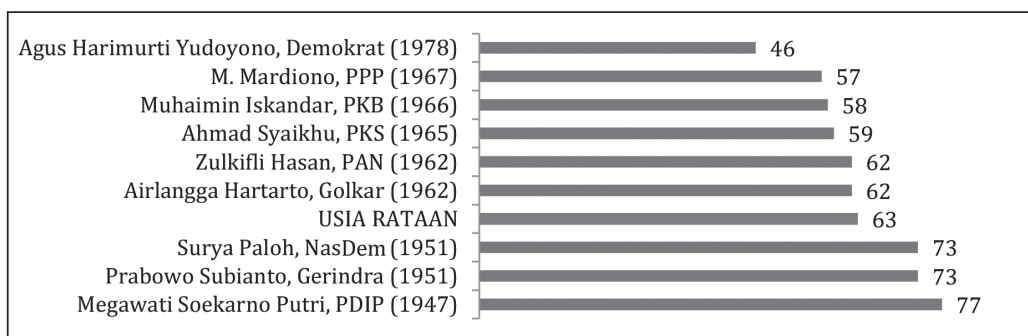 Agus Harimurti Yudoyono, Demokrat (1978) 46
M. Mardiono, PPP (1967) 57
Muhaimin Iskandar, PKB (1966) 58
Ahmad Syaikhu, PKS (1965) 59
Zulkifli Hasan, PAN (1962) 62
Airlangga Hartarto, Golkar (1962) 62
USIA RATAAN 63
Surya Paloh, NasDem (1951) 73
Prabowo Subianto, Gerindra (1951) 73
Megawati Soekarno Putri, PDIP (1947) 77